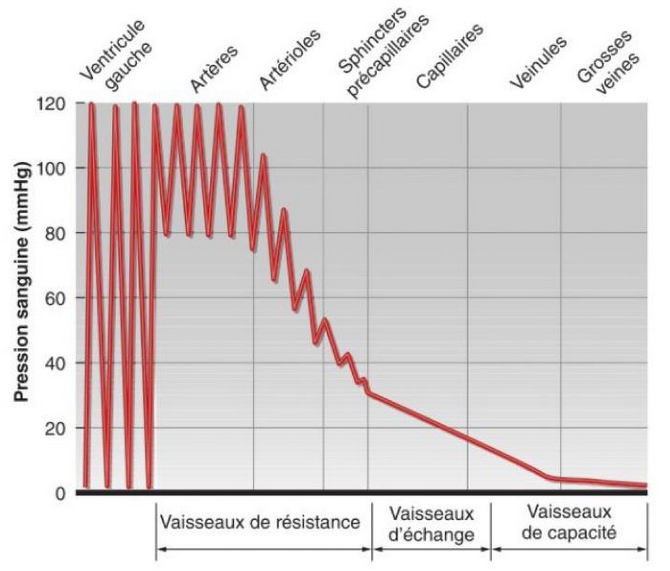 Ventricule
gauche
Artères
Artérioles
Sphincters
précapillaires
Capillaires
Veinules
Grosses
veines
Pression sanguine (mmHg)
120
100
80
60
40
20
0
Vaisseaux de résistance
Vaisseaux
d'échange
Vaisseaux
de capacité